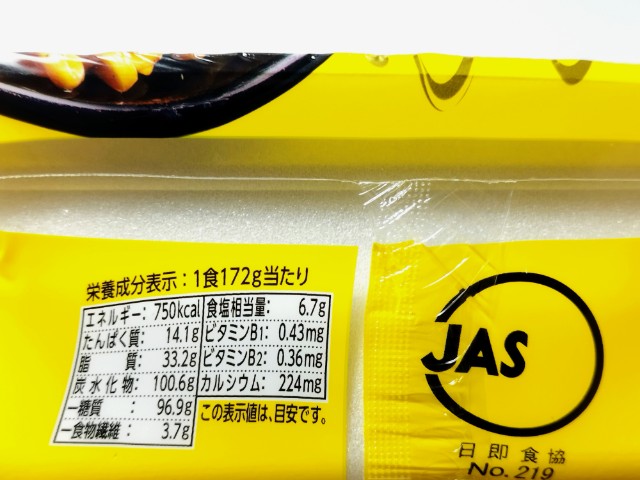 栄養成分表示：1食172g当たり
エネルギー： 750kcal
たんぱく質： 14.1g
脂質： 33.2g
炭水化物： 100.6g
－糖質： 96.9g
－食物繊維： 3.7g
食塩相当量： 6.7g
ビタミンB1： 0.43mg
ビタミンB2： 0.36mg
カルシウム： 224mg
この表示値は、目安です。
JAS
日即食協
No. 219